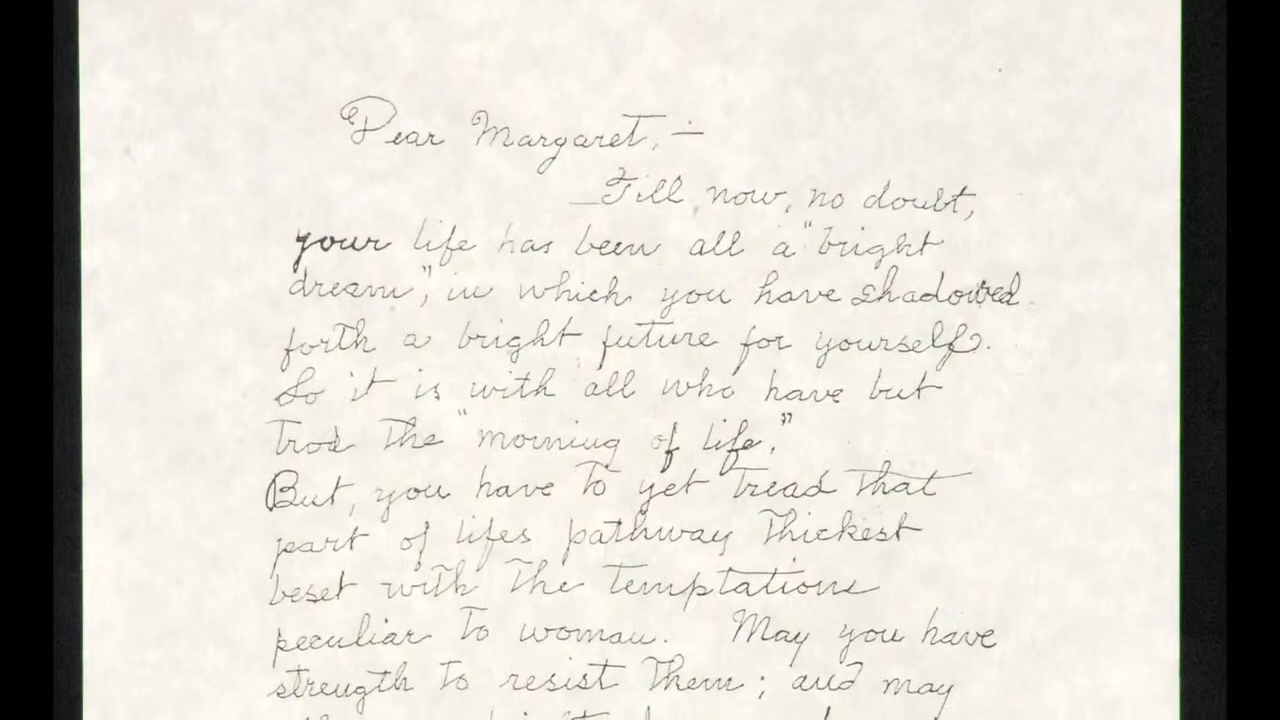 Dear Margaret. —
Till now, no doubt,
your life has been all a "bright
dream", in which you have shadowed
forth a bright future for yourself.
So it is with all who have but
trod the "morning of life."
But, you have to yet tread that
part of lifes pathway thickest
beset with the temptations
peculiar to woman. May you have
strength to resist them; and may